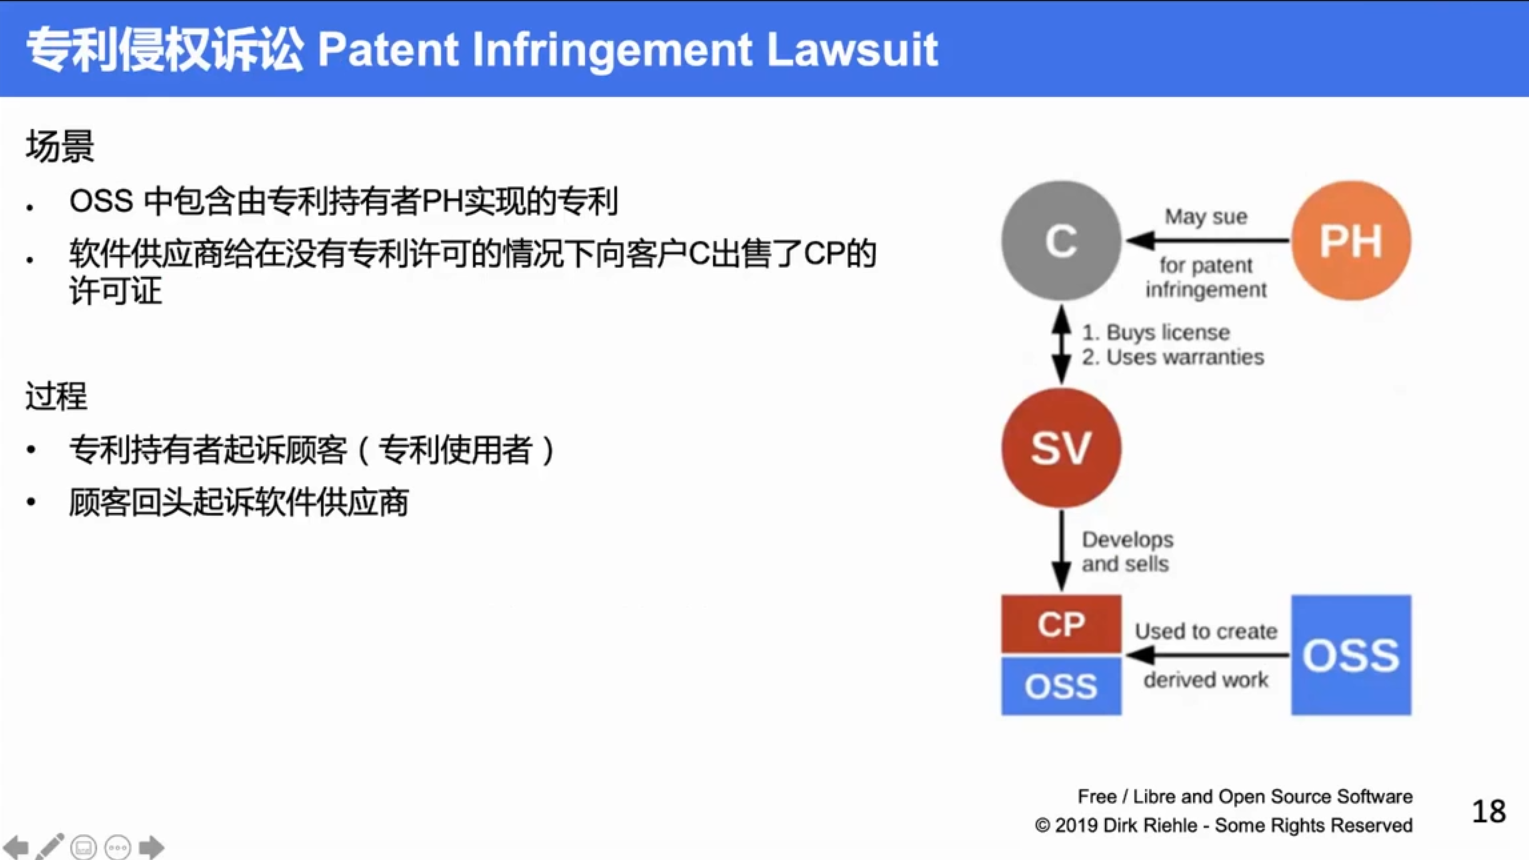 专利侵权诉讼 Patent Infringement Lawsuit
场景
• OSS 中包含由专利持有者PH实现的专利
• 软件供应商给在没有专利许可的情况下向客户C出售了CP的
许可证
过程
• 专利持有者起诉顾客（专利使用者）
• 顾客回头起诉软件供应商
C
May sue
for patent
infringement
PH
1. Buys license
2. Uses warranties
SV
Develops
and sells
CP
OSS
Used to create
derived work
OSS
Free / Libre and Open Source Software
© 2019 Dirk Riehle - Some Rights Reserved
18